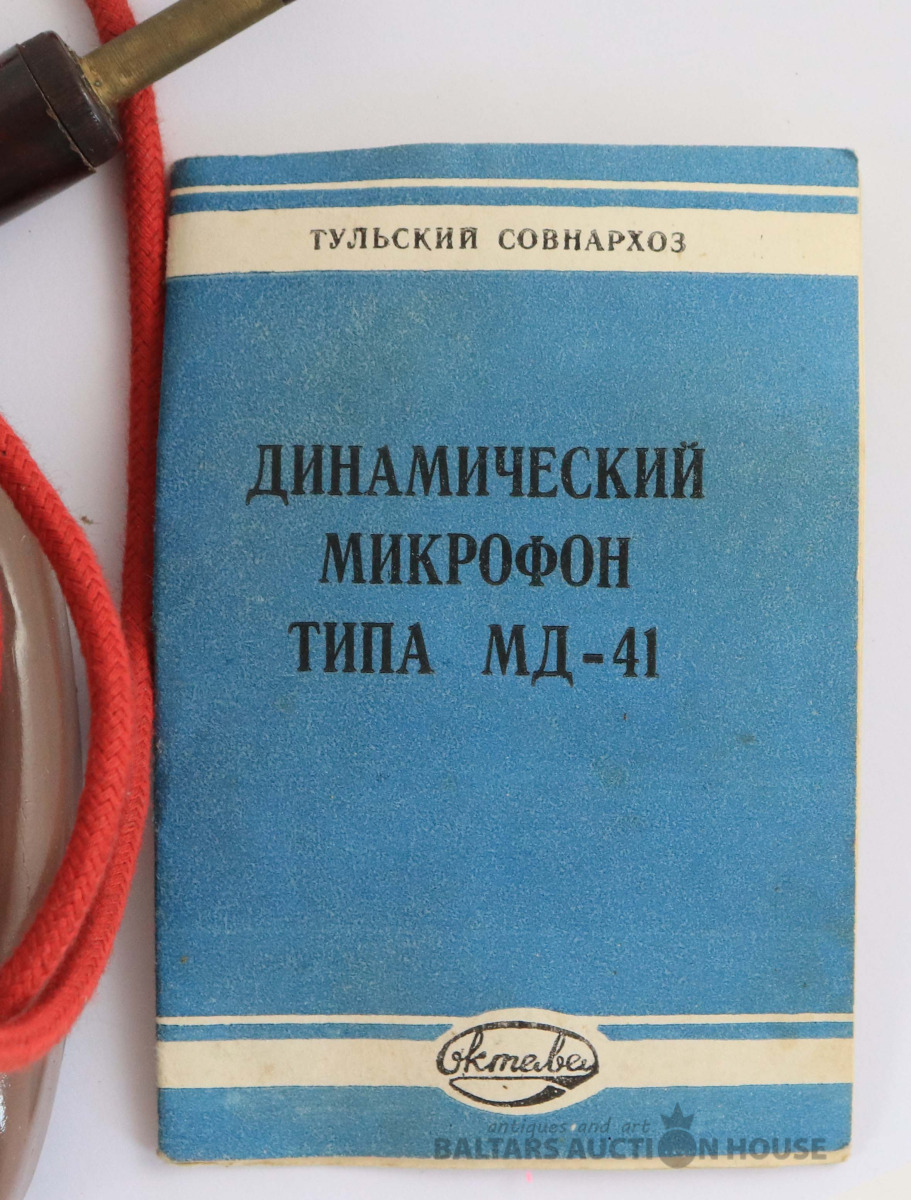 ТУЛЬСКИЙ СОВНАРХОЗ
ДИНАМИЧЕСКИЙ
МИКРОФОН
ТИПА МД-41
Октава
antiques and art
BALTARS AUCTION HOUSE